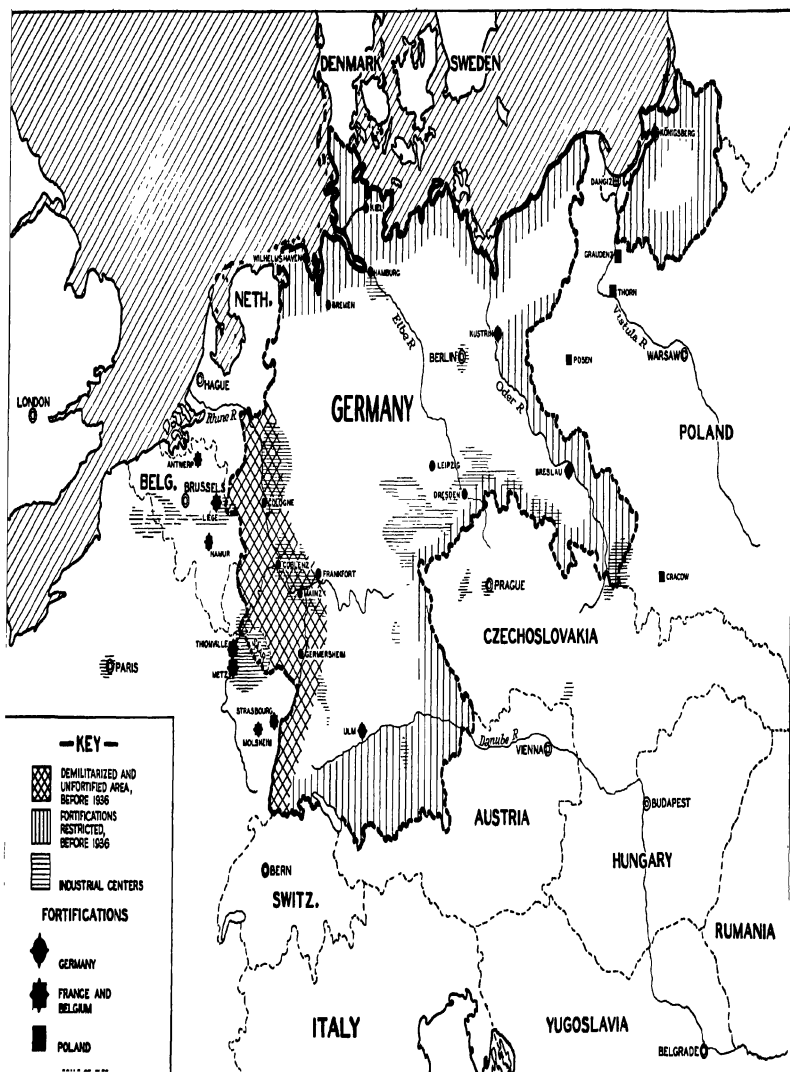 DENMARK
SWEDEN
KÖNIGSBERG
DANGIZ
KIEL
GRAUDENZ
WILHELMSHAVEN
HAMBURG
NETH.
BREMEN
THORN
Elbe R
Vistula R
KÜSTRIN
BERLIN
POSEN
WARSAW
HAGUE
Oder R
LONDON
GERMANY
Rhine R
POLAND
ANTWERP
LEIPZIG
BRESLAU
BELG.
BRUSSELS
DRESDEN
COLOGNE
LIEGE
NAMUR
COBLENZ
FRANKFORT
CRACOW
MAINZ
PRAGUE
CZECHOSLOVAKIA
THIONVALLE
GERMERSHEIM
PARIS
METZ
STRASBOURG
MOLSHEIM
ULM
Danube R
VIENNA
BUDAPEST
AUSTRIA
HUNGARY
BERN
SWITZ.
RUMANIA
ITALY
YUGOSLAVIA
BELGRADE
— KEY —
DEMILITARIZED AND
UNFORTIFIED AREA,
BEFORE 1936
FORTIFICATIONS
RESTRICTED,
BEFORE 1936
INDUSTRIAL CENTERS
FORTIFICATIONS
GERMANY
FRANCE AND
BELGIUM
POLAND